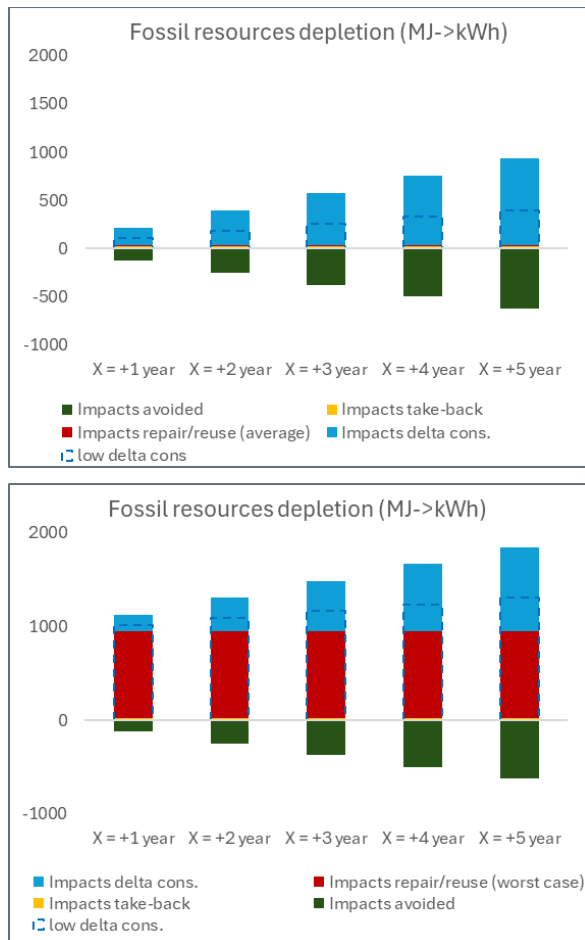 Fossil resources depletion (MJ->kWh)
2000
1500
1000
500
0
-500
-1000
X = +1 year X = +2 year X = +3 year X = +4 year X = +5 year
Impacts avoided Impacts take-back
Impacts repair/reuse (average) Impacts delta cons.
low delta cons
Fossil resources depletion (MJ->kWh)
2000
1000
0
-1000
X = +1 year X = +2 year X = +3 year X = +4 year X = +5 year
Impacts delta cons. Impacts repair/reuse (worst case)
Impacts take-back Impacts avoided
low delta cons.